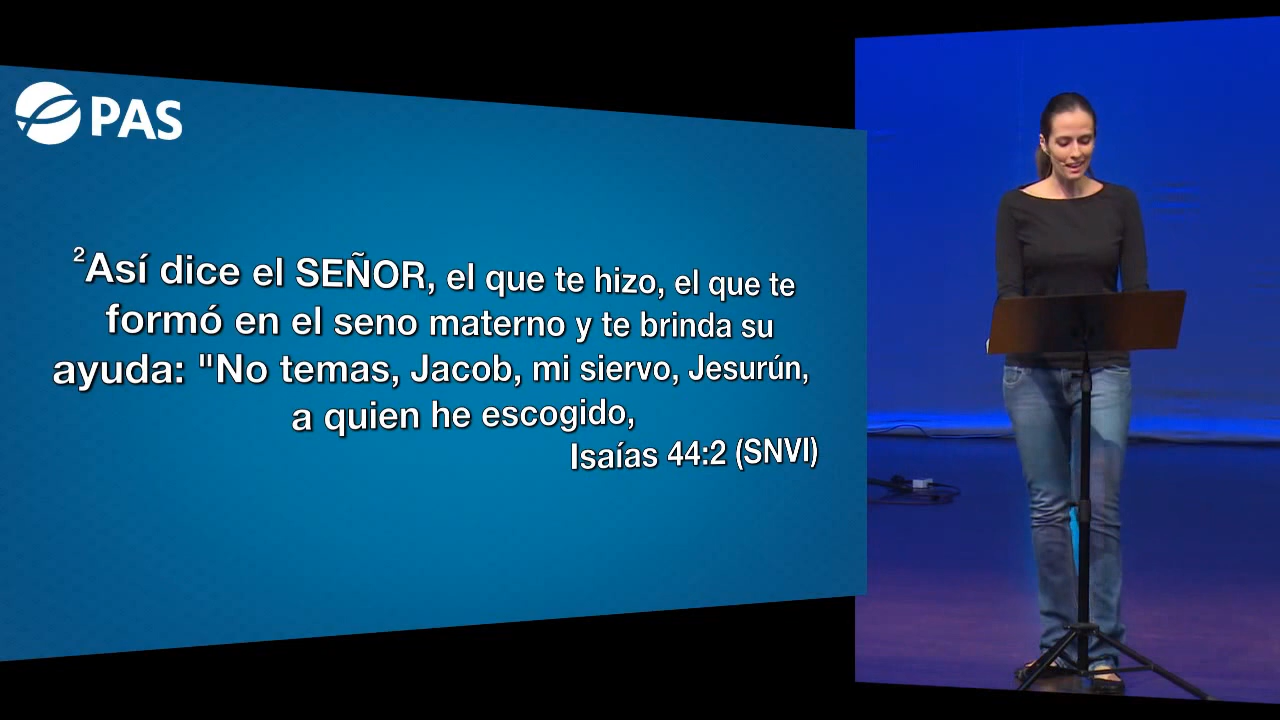 PAS
²Así dice el SEÑOR, el que te hizo, el que te
formó en el seno materno y te brinda su
ayuda: "No temas, Jacob, mi siervo, Jesurún,
a quien he escogido,
Isaías 44:2 (SNVI)